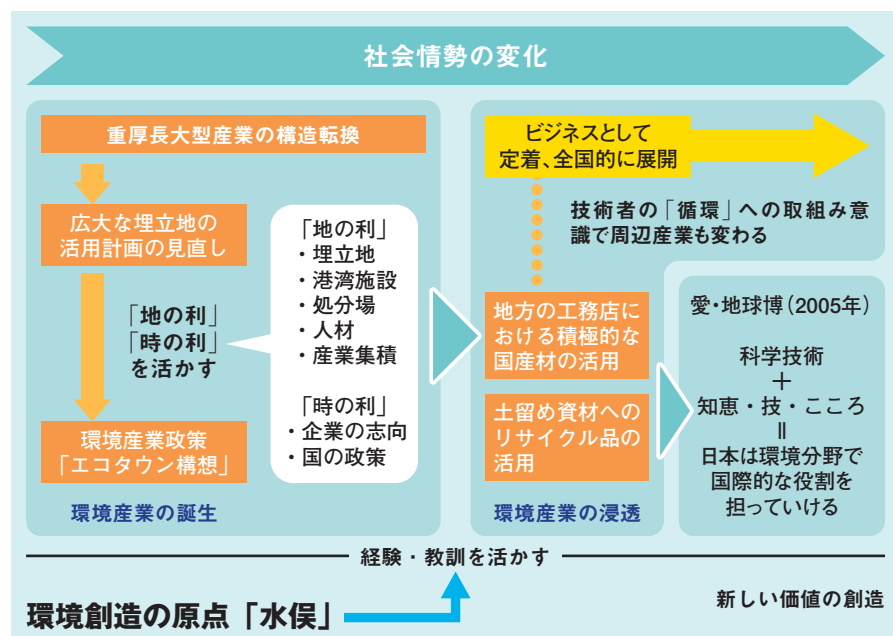 社会情勢の変化
重厚長大型産業の構造転換
広大な埋立地の
活用計画の見直し
「地の利」
「時の利」
を活かす
環境産業政策
「エコタウン構想」
「地の利」
・埋立地
・港湾施設
・処分場
・人材
・産業集積
「時の利」
・企業の志向
・国の政策
環境産業の誕生
ビジネスとして
定着、全国的に展開
技術者の「循環」への取組み意
識で周辺産業も変わる
地方の工務店に
おける積極的な
国産材の活用
土留め資材への
リサイクル品の
活用
環境産業の浸透
愛・地球博(2005年)
科学技術
+
知恵・技・こころ
॥
日本は環境分野で
国際的な役割を
担っていける
経験・教訓を活かす
環境創造の原点「水俣」
新しい価値の創造